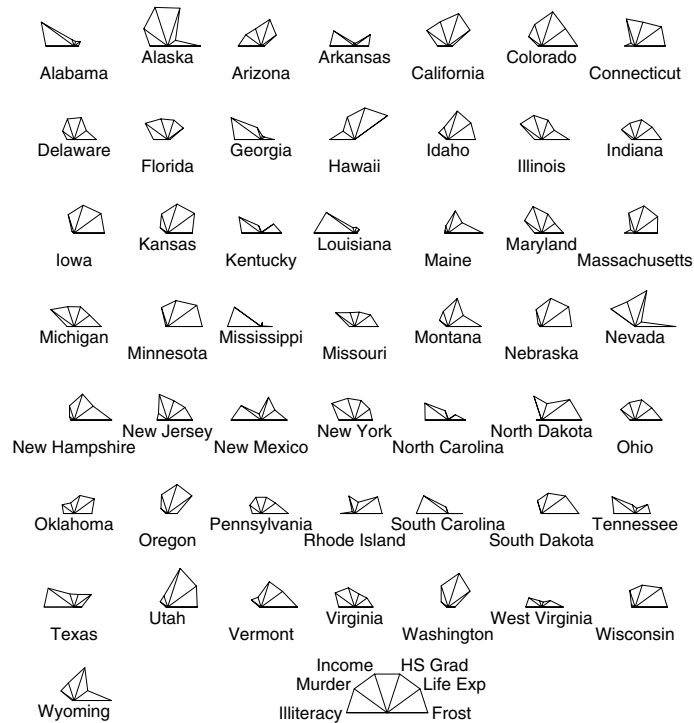 Alabama Alaska Arizona Arkansas California Colorado Connecticut
Delaware Florida Georgia Hawaii Idaho Illinois Indiana
Iowa Kansas Kentucky Louisiana Maine Maryland Massachusetts
Michigan Minnesota Mississippi Missouri Montana Nebraska Nevada
New Hampshire New Jersey New Mexico New York North Carolina North Dakota Ohio
Oklahoma Oregon Pennsylvania Rhode Island South Carolina South Dakota Tennessee
Texas Utah Vermont Virginia Washington West Virginia Wisconsin
Wyoming
Income HS Grad
Murder Life Exp
Illiteracy Frost